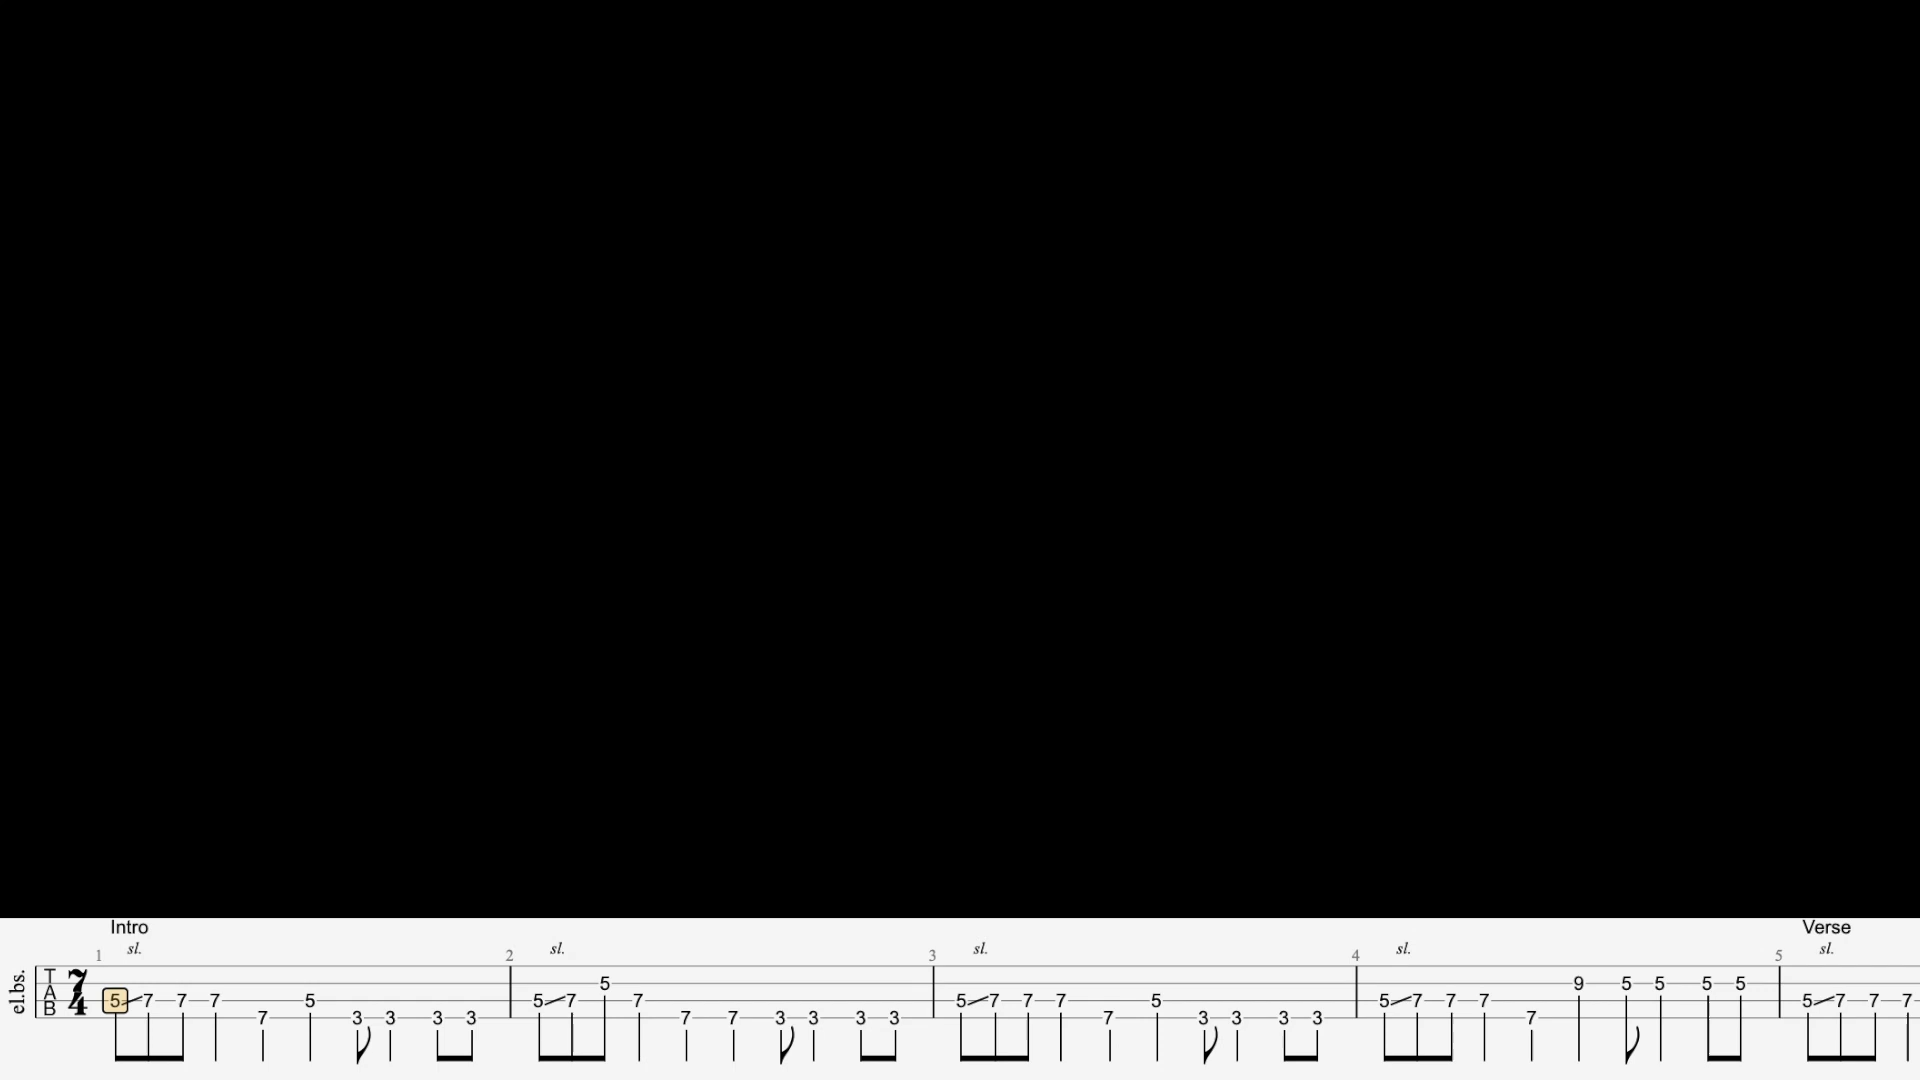 Intro Verse
sl. sl. sl. sl. sl.
1 2 3 4 5
el.bs.
T
A
B
7
4
5 9 5 5 5 5
5 7 7 7 5 5 7 7 5 7 7 7 5 5 7 7 7 5 7 7 7
7 3 3 3 3 7 7 3 3 3 3 7 3 3 3 3 7